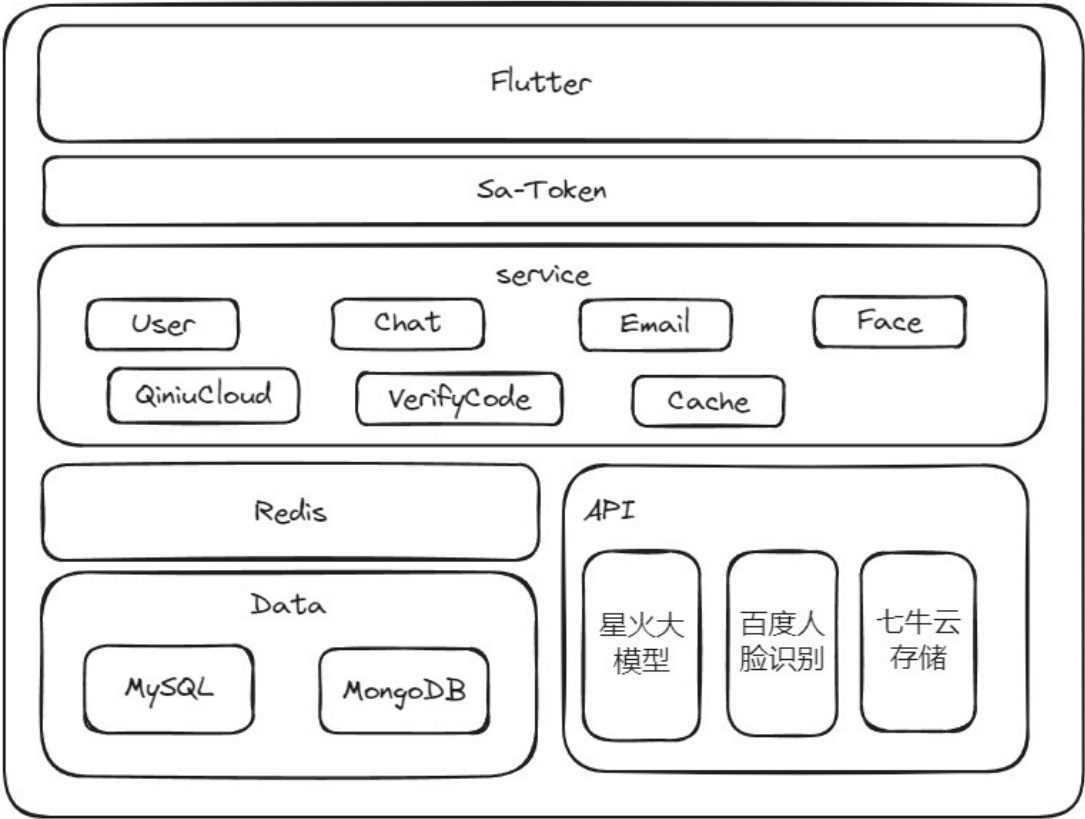 Flutter
Sa-Token
service
User
Chat
Email
Face
QiniuCloud
VerifyCode
Cache
Redis
API
Data
MySQL
MongoDB
星火大
模型
百度人
脸识别
七牛云
存储